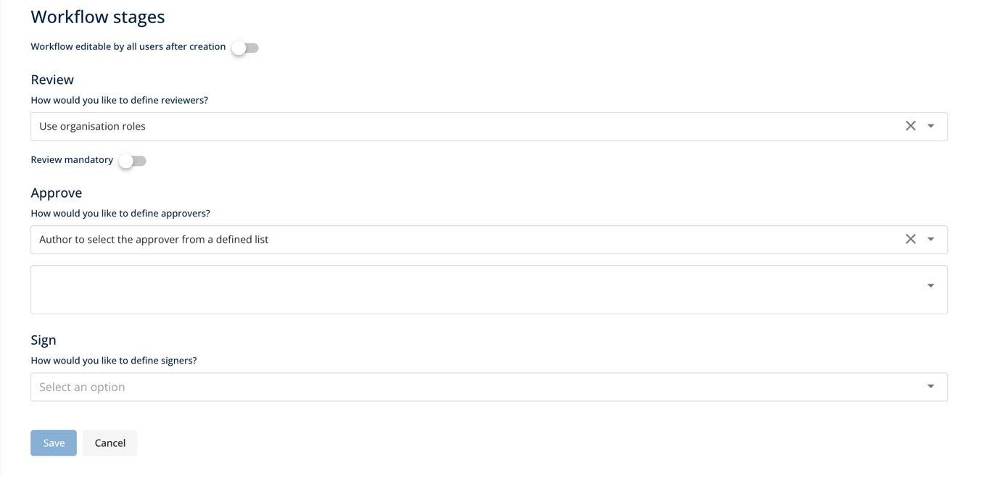 Workflow stages
Workflow editable by all users after creation
Review
How would you like to define reviewers?
Use organisation roles
Review mandatory
Approve
How would you like to define approvers?
Author to select the approver from a defined list
Sign
How would you like to define signers?
Select an option
Save Cancel